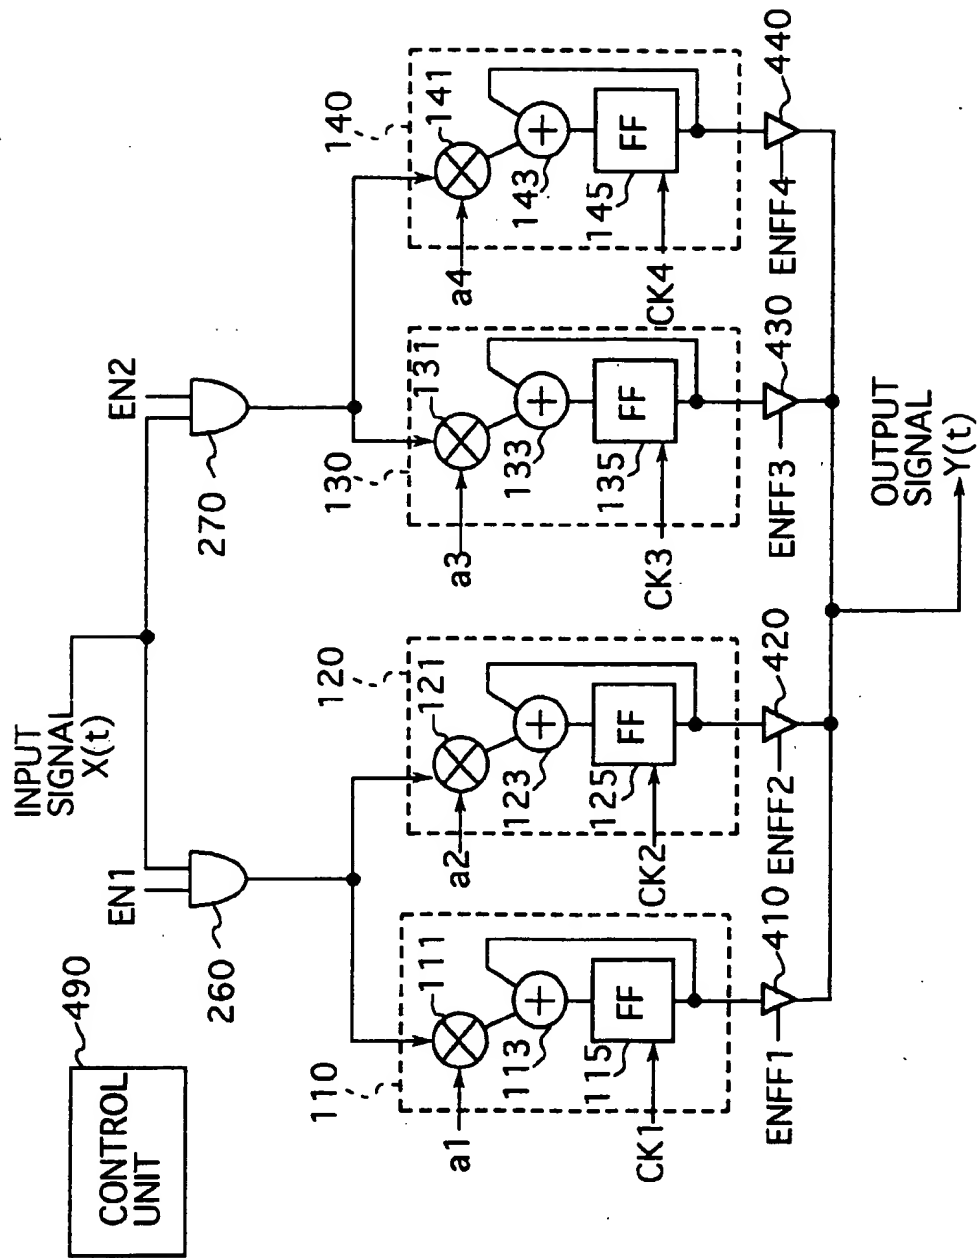 CONTROL
UNIT
490
INPUT
SIGNAL
X(t)
EN1
260
EN2
270
110
111
a1
113
FF
115
CK1
120
121
a2
123
FF
125
CK2
130
131
a3
133
FF
135
CK3
140
141
a4
143
FF
145
CK4
410
ENFF1
420
ENFF2
430
ENFF3
440
ENFF4
OUTPUT
SIGNAL
Y(t)